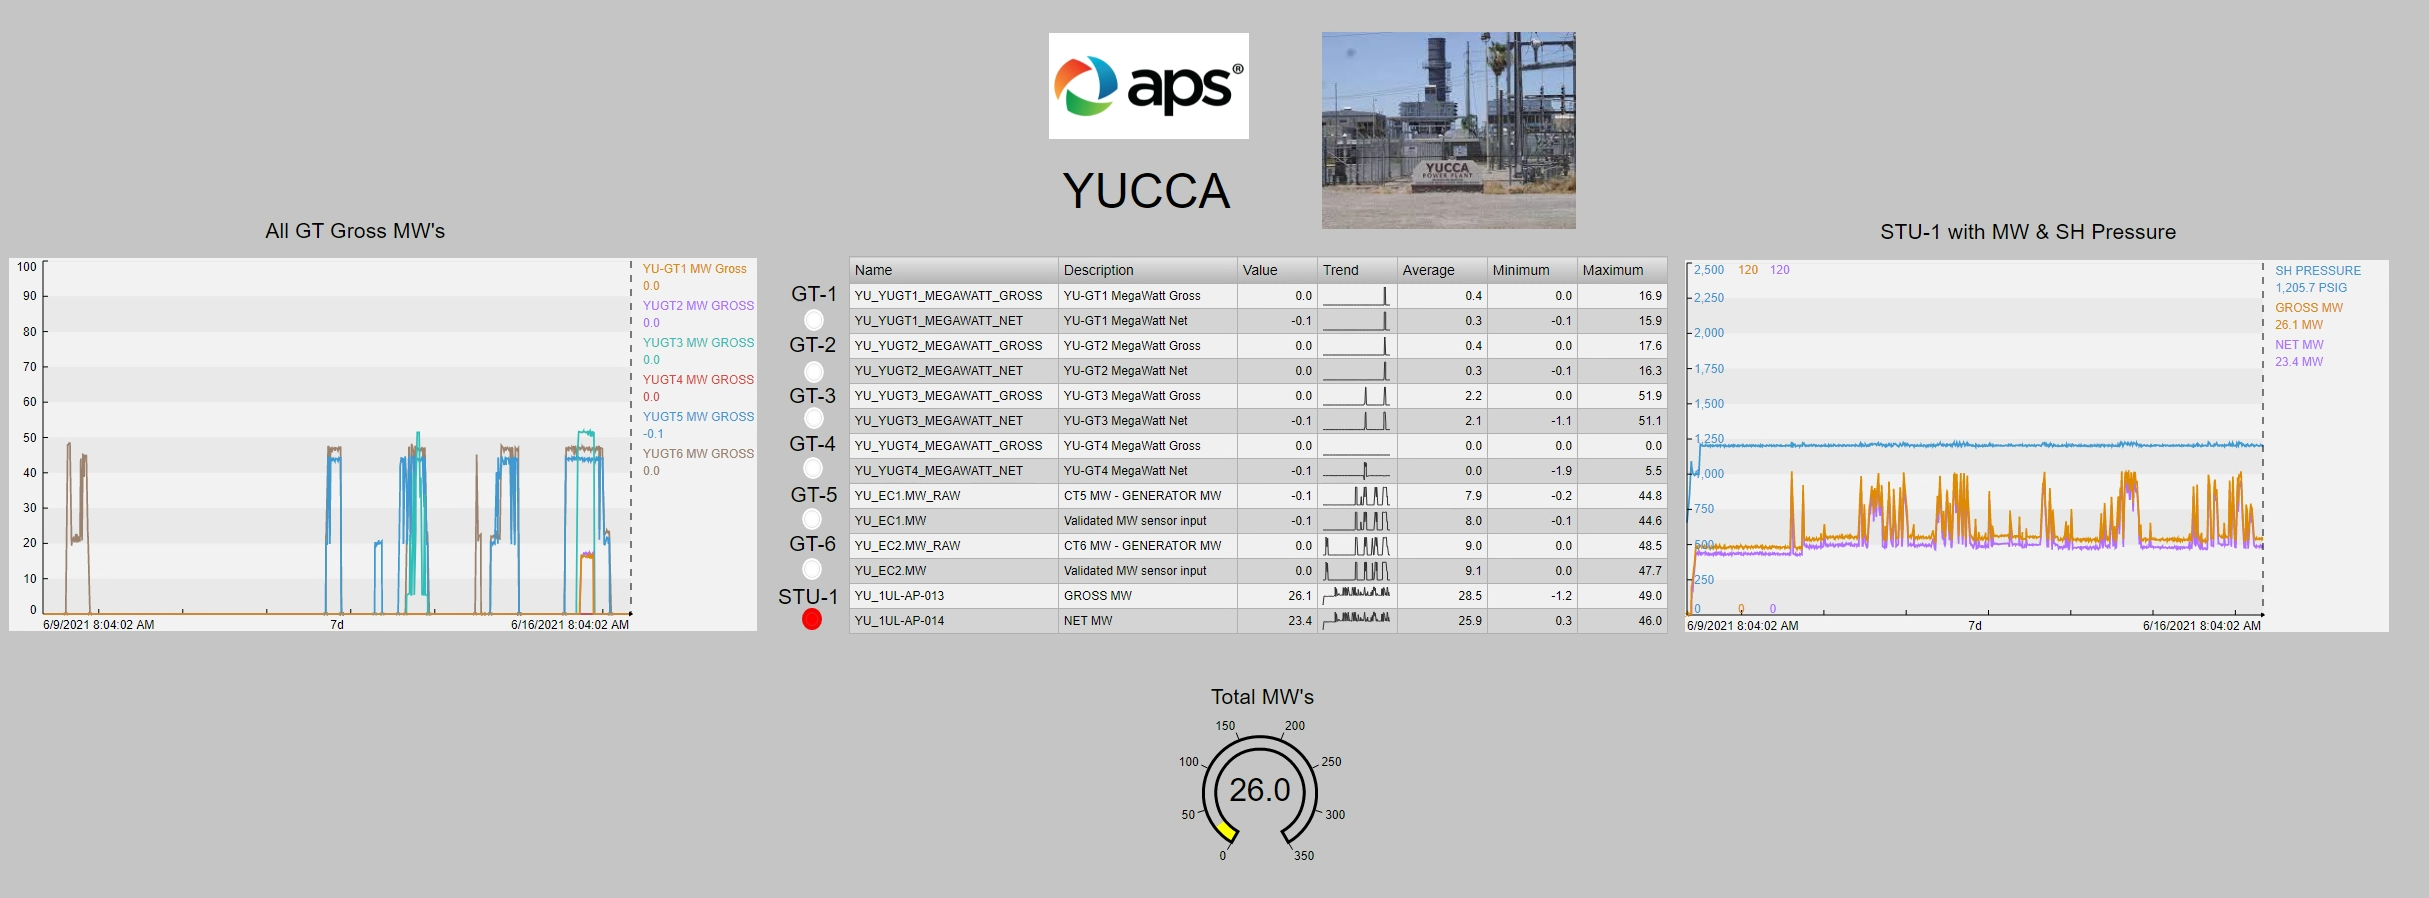 aps®
YUCCA
YUCCA
POWER PLANT
All GT Gross MW's
100
90
80
70
60
50
40
30
20
10
0
6/9/2021 8:04:02 AM
7d
6/16/2021 8:04:02 AM
YU-GT1 MW Gross
0.0
YUGT2 MW GROSS
0.0
YUGT3 MW GROSS
0.0
YUGT4 MW GROSS
0.0
YUGT5 MW GROSS
-0.1
YUGT6 MW GROSS
0.0
GT-1
GT-2
GT-3
GT-4
GT-5
GT-6
STU-1
Name Description Value Trend Average Minimum Maximum
YU_YUGT1_MEGAWATT_GROSS YU-GT1 MegaWatt Gross 0.0 0.4 0.0 16.9
YU_YUGT1_MEGAWATT_NET YU-GT1 MegaWatt Net -0.1 0.3 -0.1 15.9
YU_YUGT2_MEGAWATT_GROSS YU-GT2 MegaWatt Gross 0.0 0.4 0.0 17.6
YU_YUGT2_MEGAWATT_NET YU-GT2 MegaWatt Net 0.0 0.3 -0.1 16.3
YU_YUGT3_MEGAWATT_GROSS YU-GT3 MegaWatt Gross 0.0 2.2 0.0 51.9
YU_YUGT3_MEGAWATT_NET YU-GT3 MegaWatt Net -0.1 2.1 -1.1 51.1
YU_YUGT4_MEGAWATT_GROSS YU-GT4 MegaWatt Gross 0.0 0.0 0.0 0.0
YU_YUGT4_MEGAWATT_NET YU-GT4 MegaWatt Net -0.1 0.0 -1.9 5.5
YU_EC1.MW_RAW CT5 MW - GENERATOR MW -0.1 7.9 -0.2 44.8
YU_EC1.MW Validated MW sensor input -0.1 8.0 -0.1 44.6
YU_EC2.MW_RAW CT6 MW - GENERATOR MW 0.0 9.0 0.0 48.5
YU_EC2.MW Validated MW sensor input 0.0 9.1 0.0 47.7
YU_1UL-AP-013 GROSS MW 26.1 28.5 -1.2 49.0
YU_1UL-AP-014 NET MW 23.4 25.9 0.3 46.0
STU-1 with MW & SH Pressure
2,500 120 120
2,250
2,000
1,750
1,500
1,250
1,000
750
500
250
0 0 0
6/9/2021 8:04:02 AM
7d
6/16/2021 8:04:02 AM
SH PRESSURE
1,205.7 PSIG
GROSS MW
26.1 MW
NET MW
23.4 MW
Total MW's
150 200
100 250
26.0
50 300
0 350